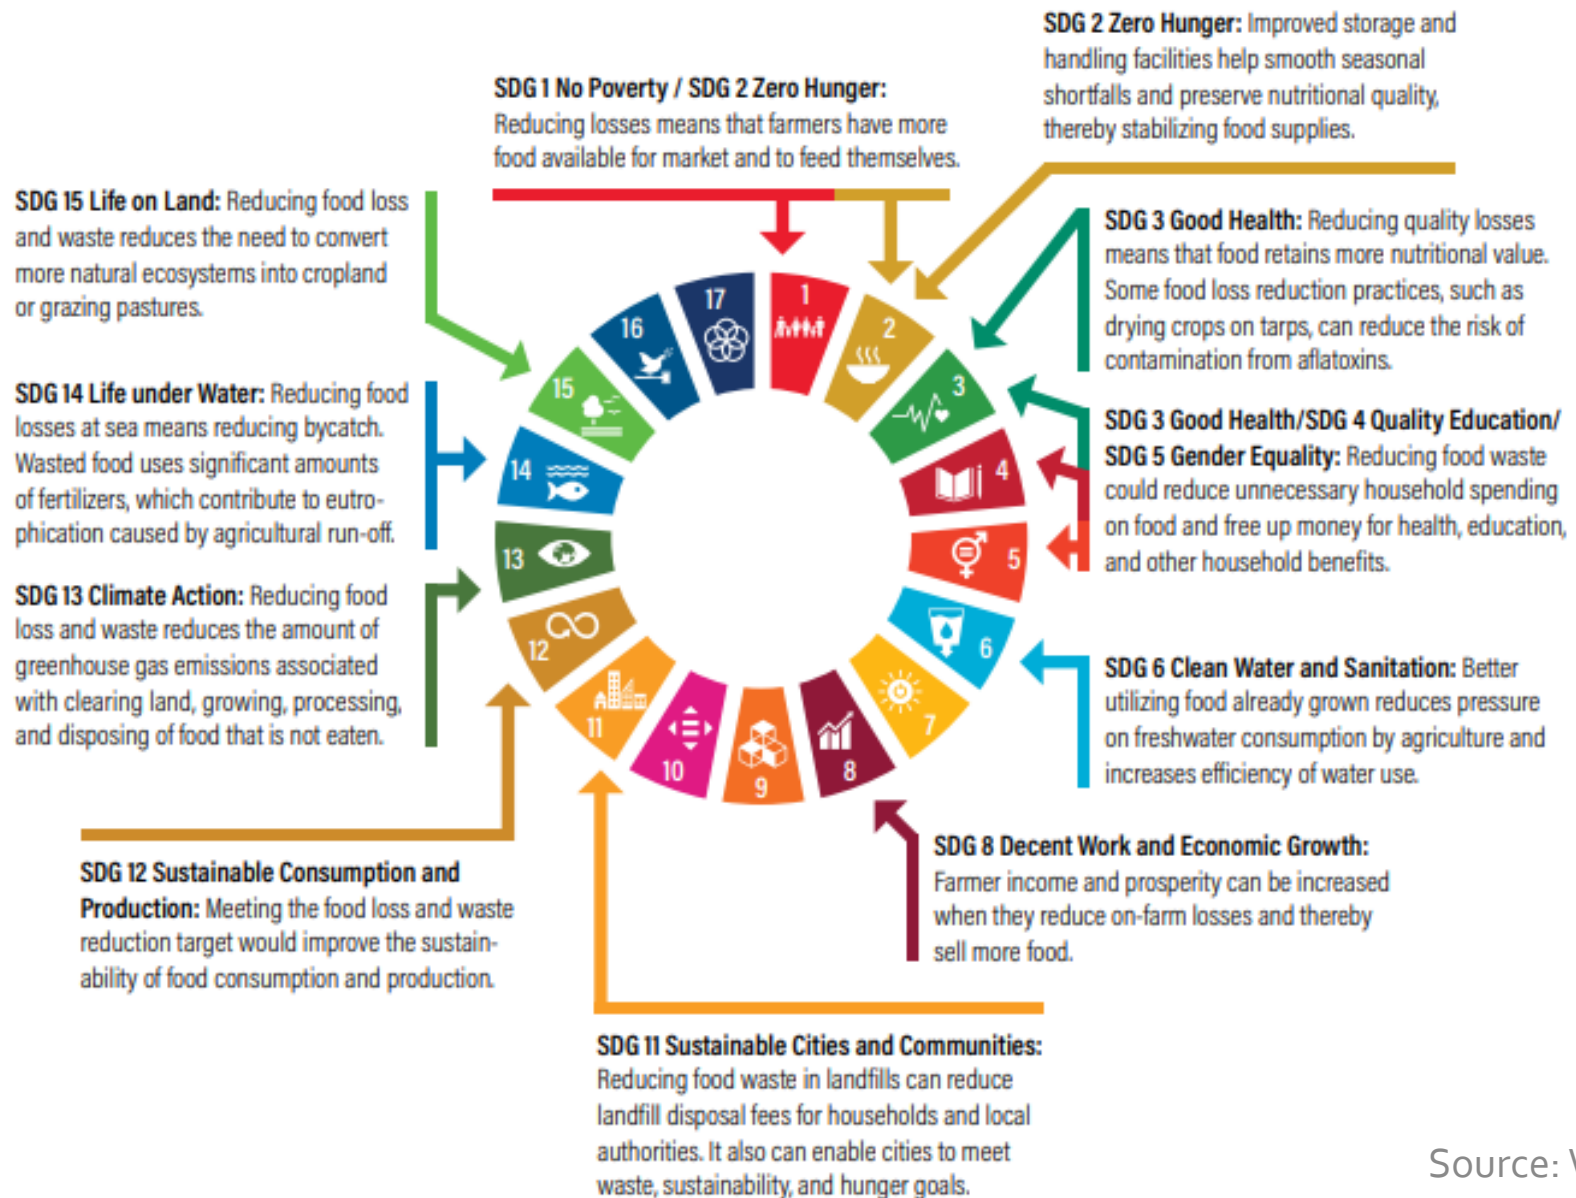 SDG 2 Zero Hunger: Improved storage and
handling facilities help smooth seasonal
shortfalls and preserve nutritional quality,
thereby stabilizing food supplies.
SDG 1 No Poverty / SDG 2 Zero Hunger:
Reducing losses means that farmers have more
food available for market and to feed themselves.
SDG 15 Life on Land: Reducing food loss
and waste reduces the need to convert
more natural ecosystems into cropland
or grazing pastures.
SDG 3 Good Health: Reducing quality losses
means that food retains more nutritional value.
Some food loss reduction practices, such as
drying crops on tarps, can reduce the risk of
contamination from aflatoxins.
SDG 14 Life under Water: Reducing food
losses at sea means reducing bycatch.
Wasted food uses significant amounts
of fertilizers, which contribute to eutro-
phication caused by agricultural run-off.
SDG 3 Good Health/SDG 4 Quality Education/
SDG 5 Gender Equality: Reducing food waste
could reduce unnecessary household spending
on food and free up money for health, education,
and other household benefits.
SDG 13 Climate Action: Reducing food
loss and waste reduces the amount of
greenhouse gas emissions associated
with clearing land, growing, processing,
and disposing of food that is not eaten.
SDG 6 Clean Water and Sanitation: Better
utilizing food already grown reduces pressure
on freshwater consumption by agriculture and
increases efficiency of water use.
1
2
3
4
5
6
7
8
9
10
11
12
13
14
15
16
17
SDG 12 Sustainable Consumption and
Production: Meeting the food loss and waste
reduction target would improve the sustain-
ability of food consumption and production.
SDG 8 Decent Work and Economic Growth:
Farmer income and prosperity can be increased
when they reduce on-farm losses and thereby
sell more food.
SDG 11 Sustainable Cities and Communities:
Reducing food waste in landfills can reduce
landfill disposal fees for households and local
authorities. It also can enable cities to meet
waste, sustainability, and hunger goals.
Source: